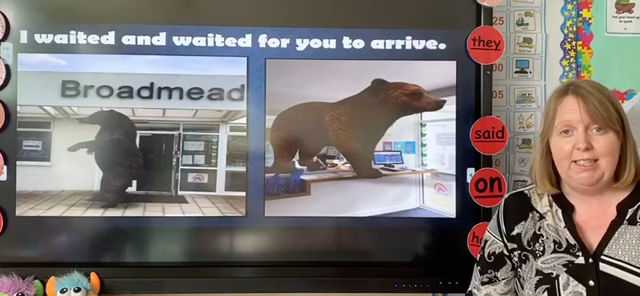 I waited and waited for you to arrive.
Broadmead
they
said
on